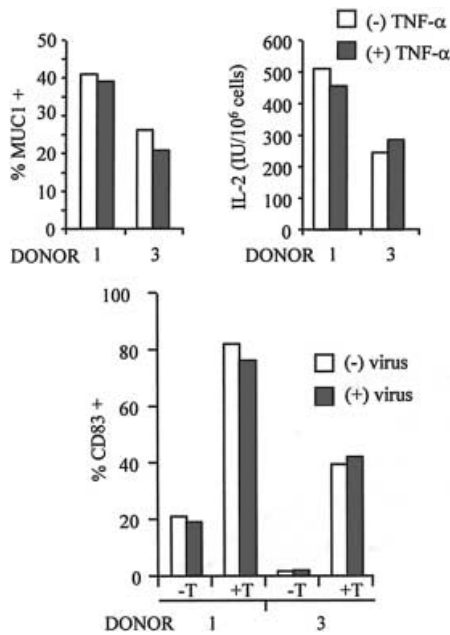 50
40
30
20
10
0
% MUC1 +
DONOR 1 3
(-) TNF-α
(+) TNF-α
600
500
400
300
200
100
0
IL-2 (IU/10⁶ cells)
DONOR 1 3
100
80
60
40
20
0
% CD83 +
(-) virus
(+) virus
-T +T -T +T
DONOR 1 3